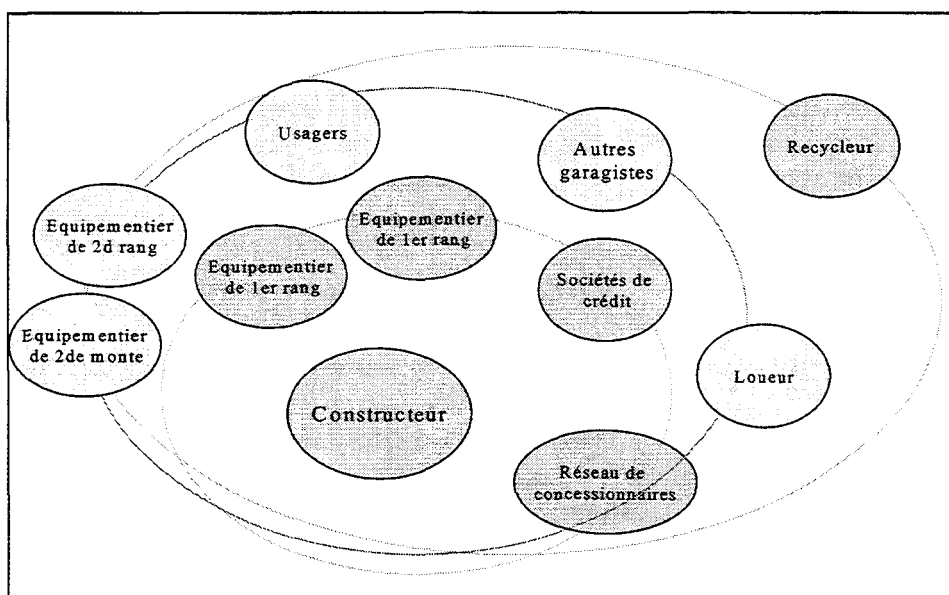 Usagers
Autres
garagistes
Recycleur
Equipementier
de 2d rang
Equipementier
de 1er rang
Equipementier
de 1er rang
Sociétés de
crédit
Equipementier
de 2de monte
Loueur
Constructeur
Réseau de
concessionnaires